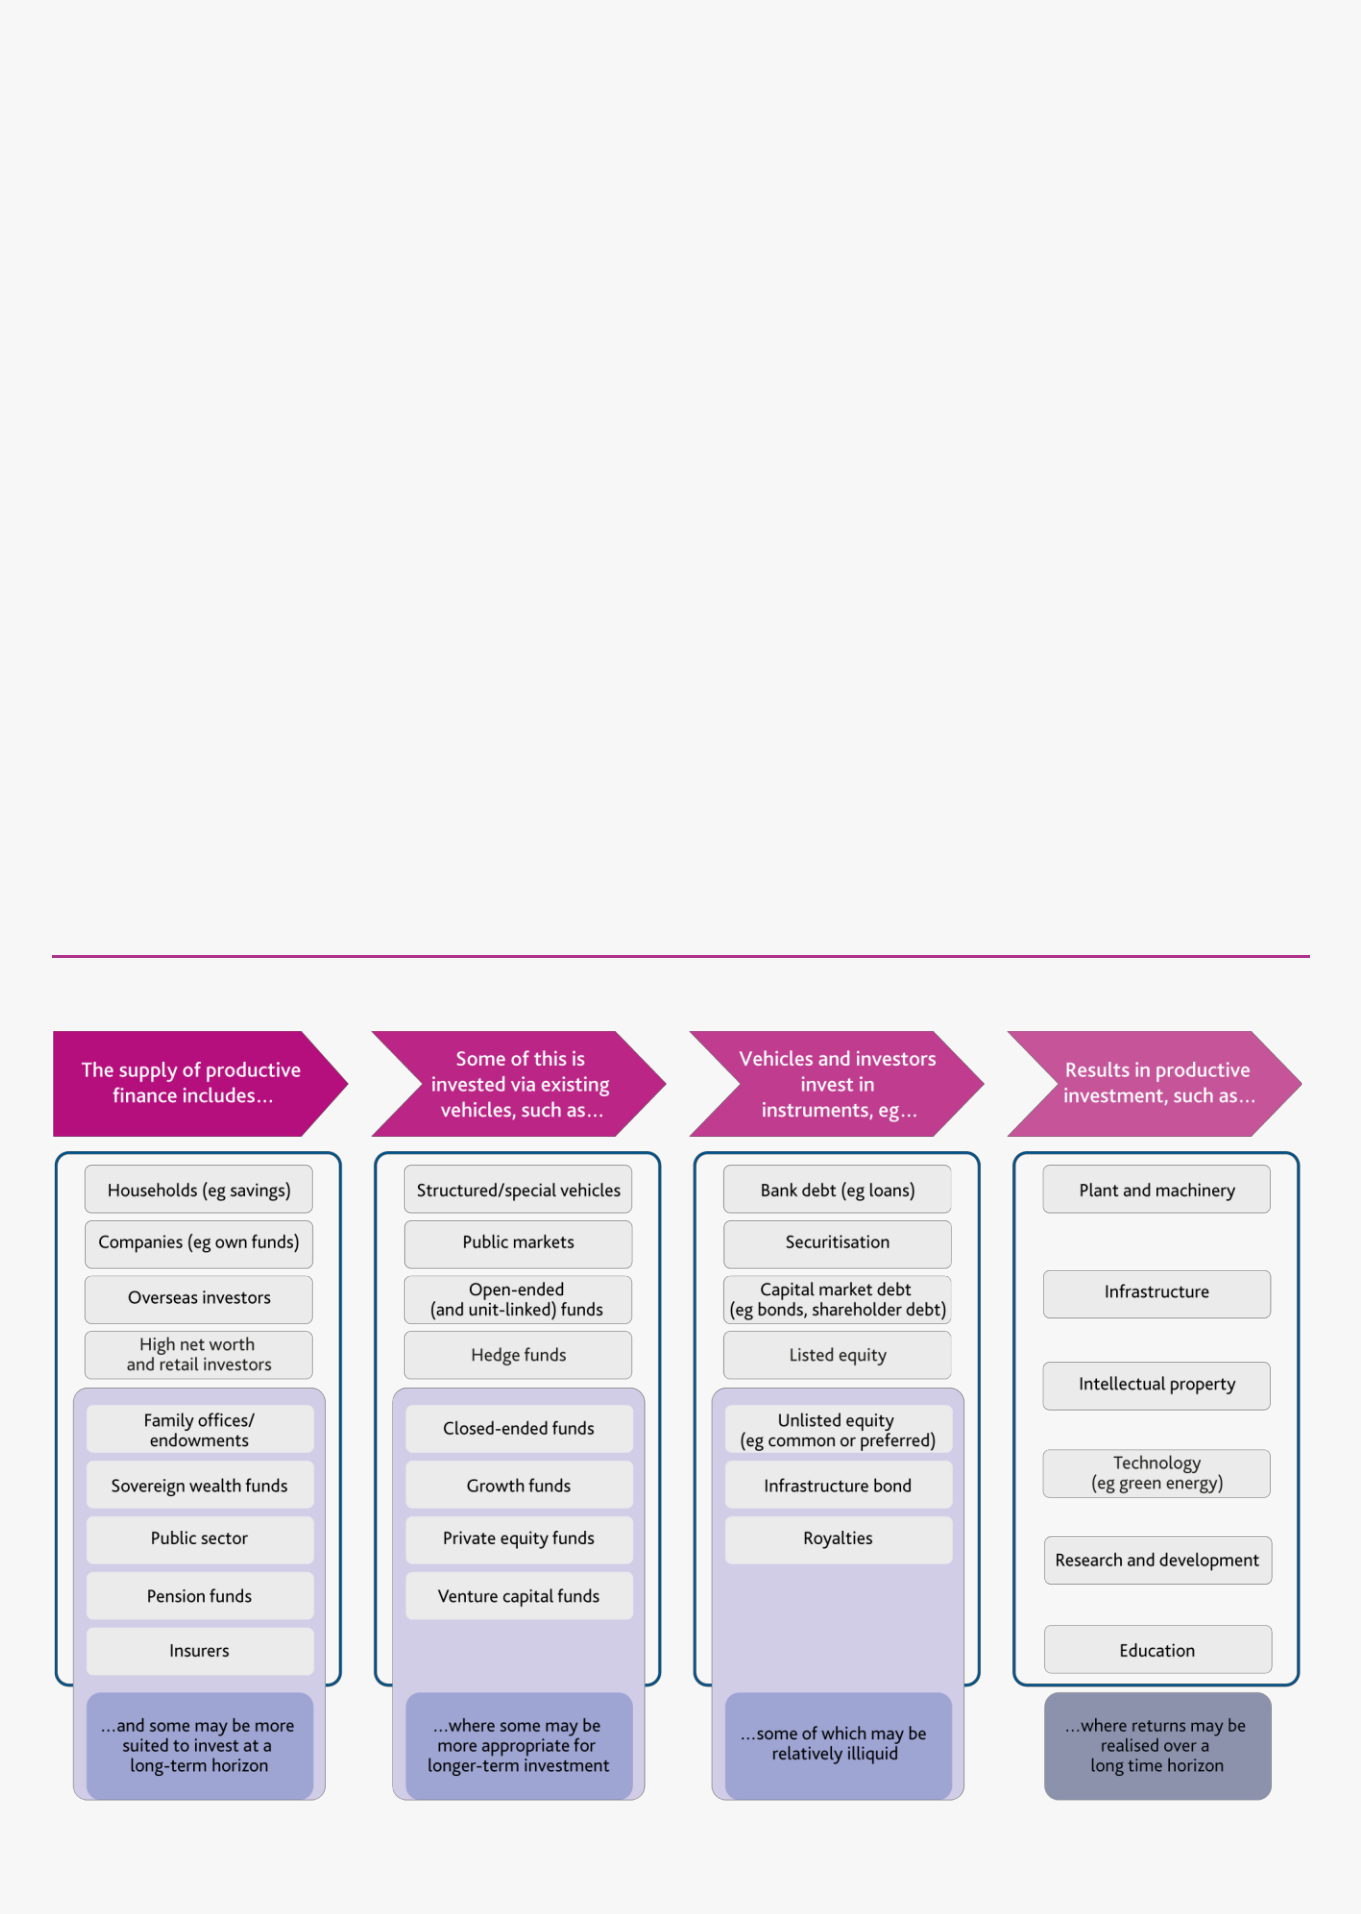 The supply of productive
finance includes…
Some of this is
invested via existing
vehicles, such as…
Vehicles and investors
invest in
instruments, eg…
Results in productive
investment, such as…
Households (eg savings)
Companies (eg own funds)
Overseas investors
High net worth
and retail investors
Family offices/
endowments
Sovereign wealth funds
Public sector
Pension funds
Insurers
…and some may be more
suited to invest at a
long-term horizon
Structured/special vehicles
Public markets
Open-ended
(and unit-linked) funds
Hedge funds
Closed-ended funds
Growth funds
Private equity funds
Venture capital funds
…where some may be
more appropriate for
longer-term investment
Bank debt (eg loans)
Securitisation
Capital market debt
(eg bonds, shareholder debt)
Listed equity
Unlisted equity
(eg common or preferred)
Infrastructure bond
Royalties
…some of which may be
relatively illiquid
Plant and machinery
Infrastructure
Intellectual property
Technology
(eg green energy)
Research and development
Education
…where returns may be
realised over a
long time horizon